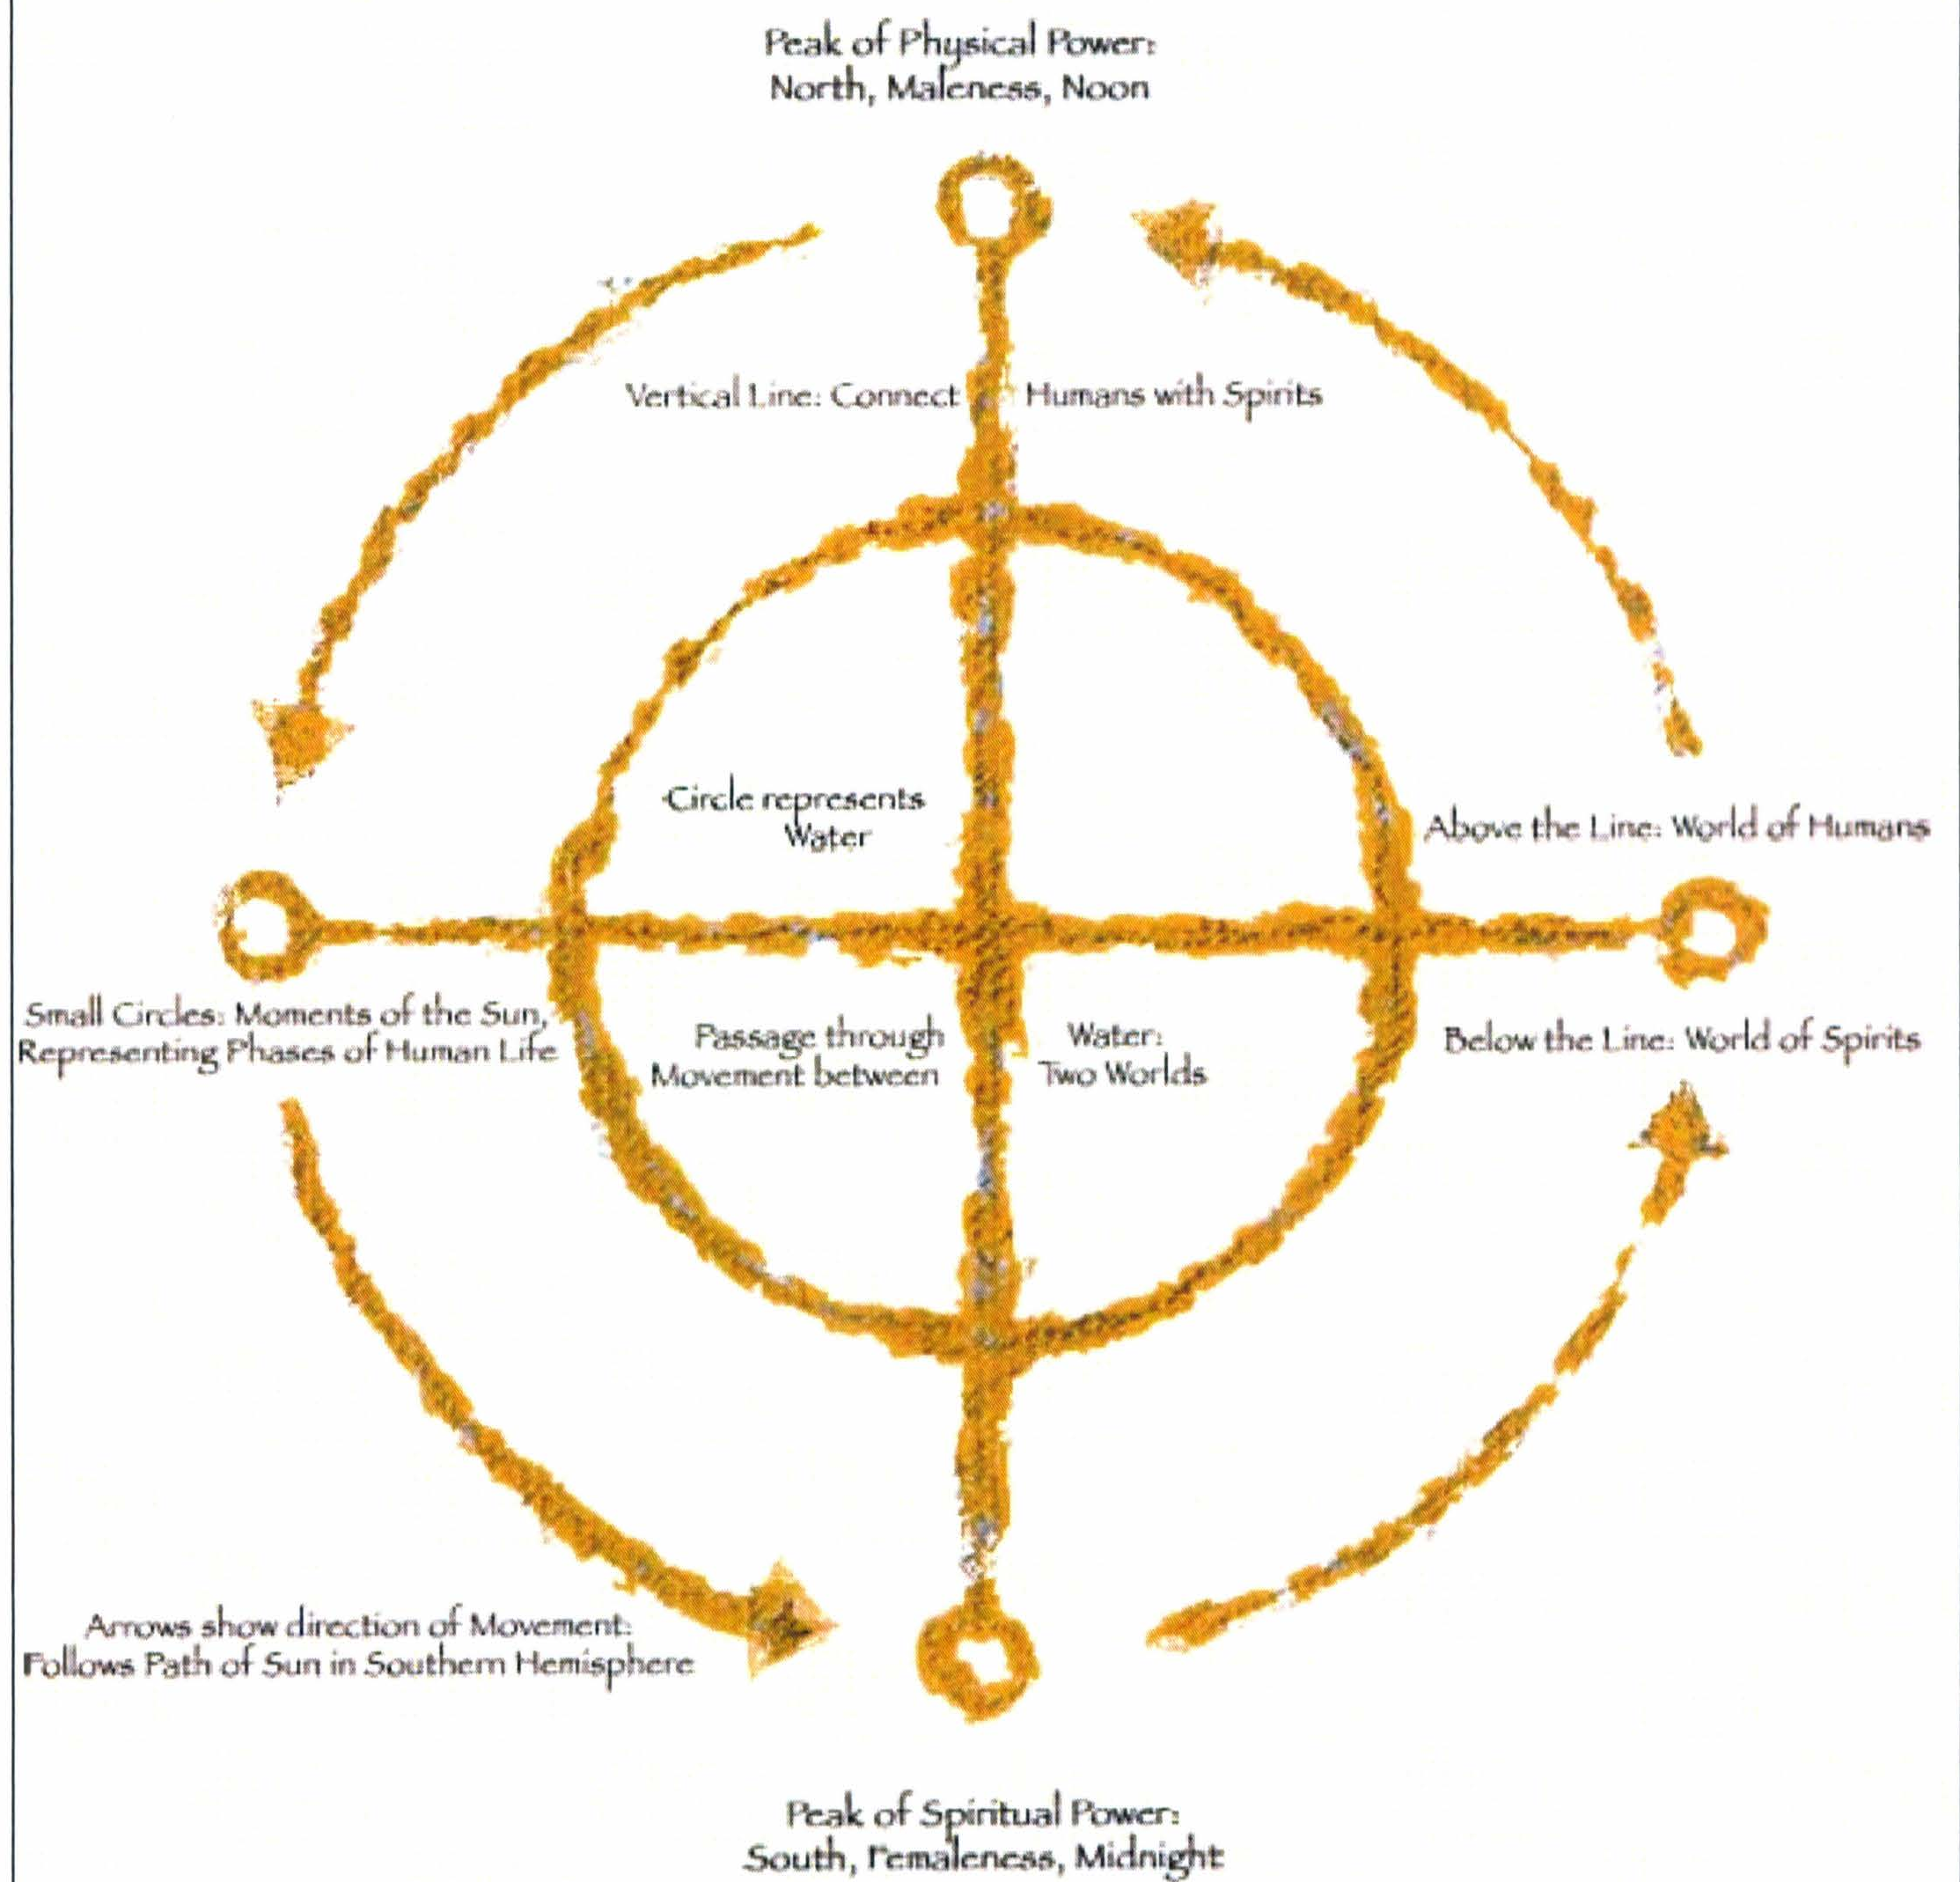 Peak of Physical Power:
North, Maleness, Noon
Vertical Line: Connect Humans with Spirits
Circle represents
Water
Above the Line: World of Humans
Small Circles: Moments of the Sun,
Representing Phases of Human Life
Passage through Water:
Movement between Two Worlds
Below the Line: World of Spirits
Arrows show direction of Movement:
Follows Path of Sun in Southern Hemisphere
Peak of Spiritual Power:
South, Femaleness, Midnight